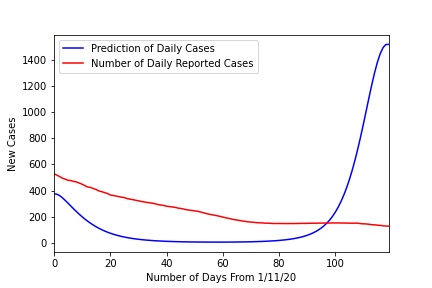 Prediction of Daily Cases
Number of Daily Reported Cases
1400
1200
1000
800
600
400
200
0
New Cases
0 20 40 60 80 100
Number of Days From 1/11/20